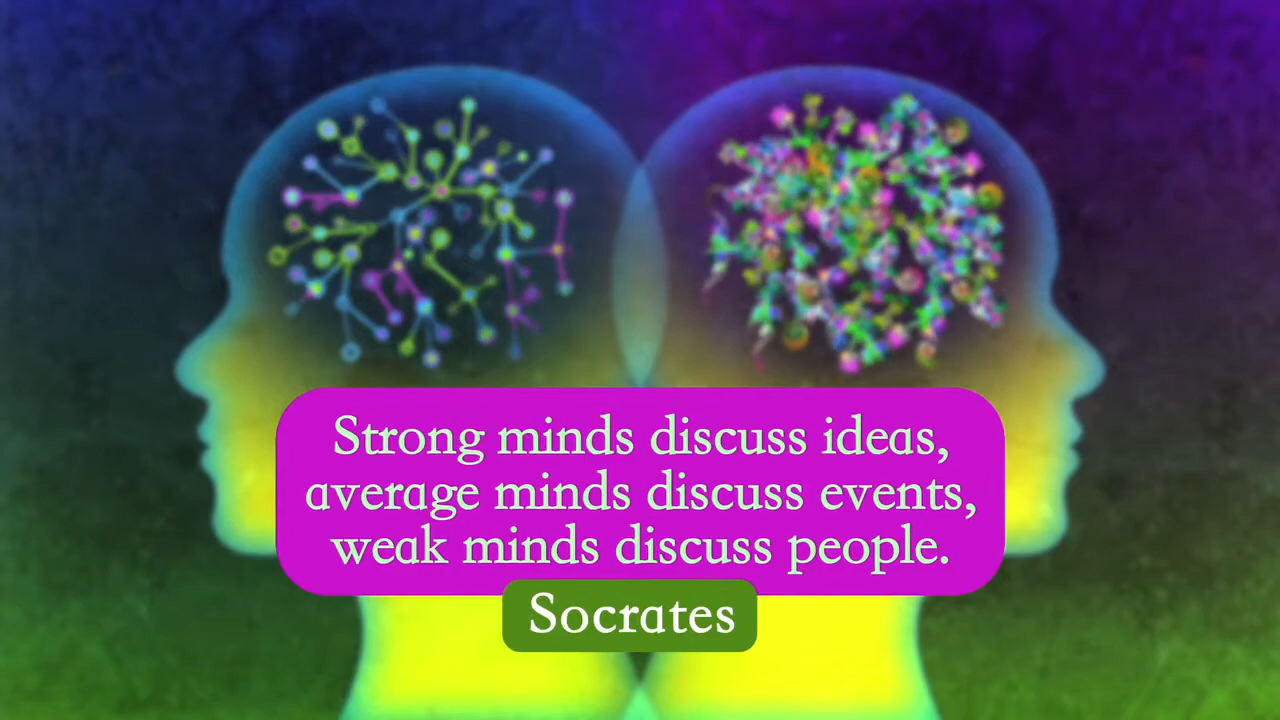 Strong minds discuss ideas,
average minds discuss events,
weak minds discuss people.
Socrates